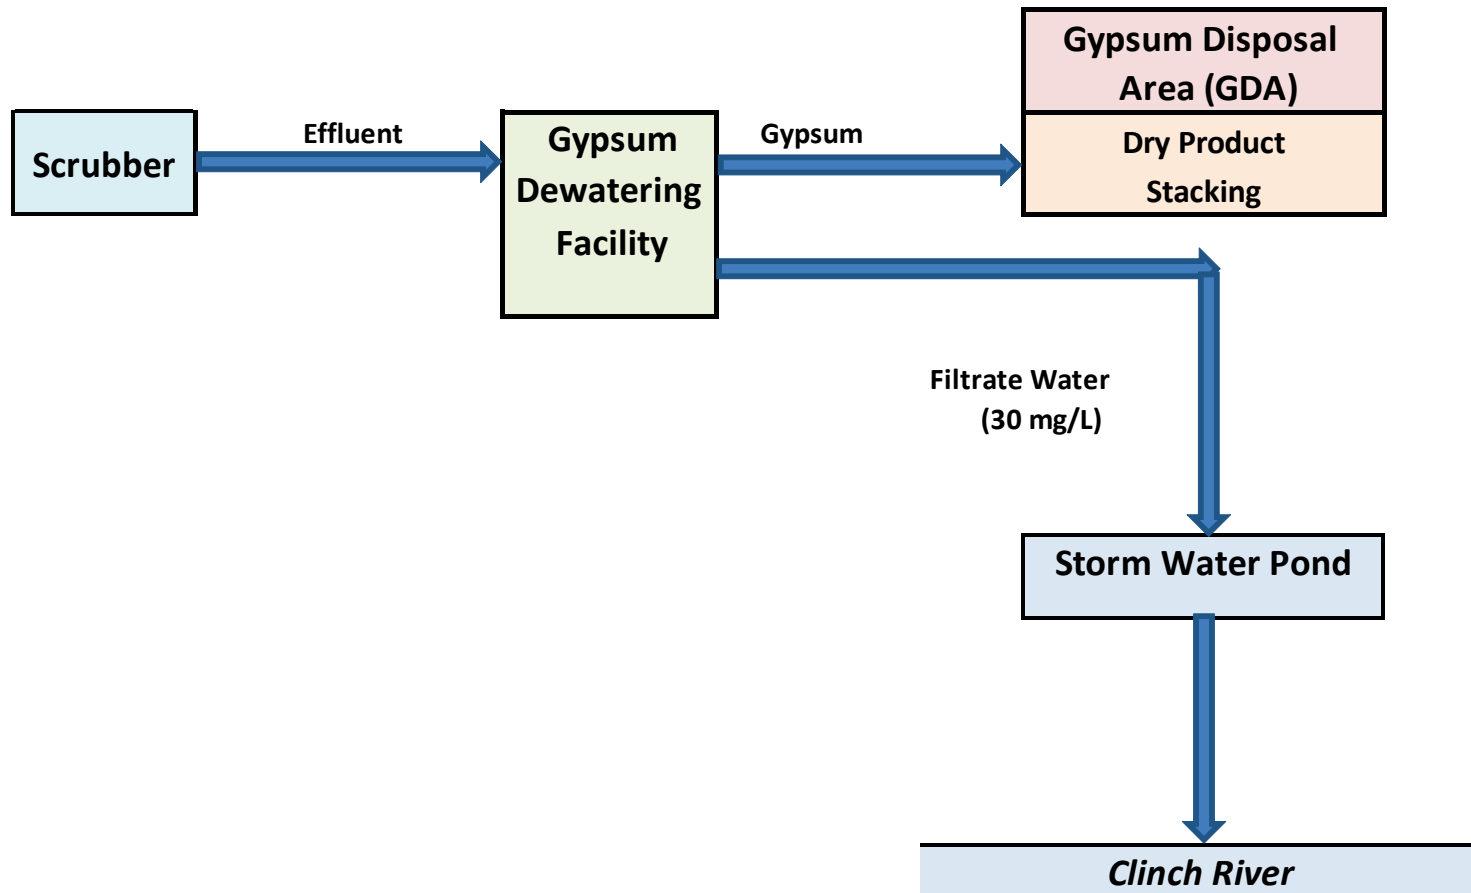 Scrubber
Effluent
Gypsum
Dewatering
Facility
Gypsum
Gypsum Disposal
Area (GDA)
Dry Product
Stacking
Filtrate Water
(30 mg/L)
Storm Water Pond
Clinch River